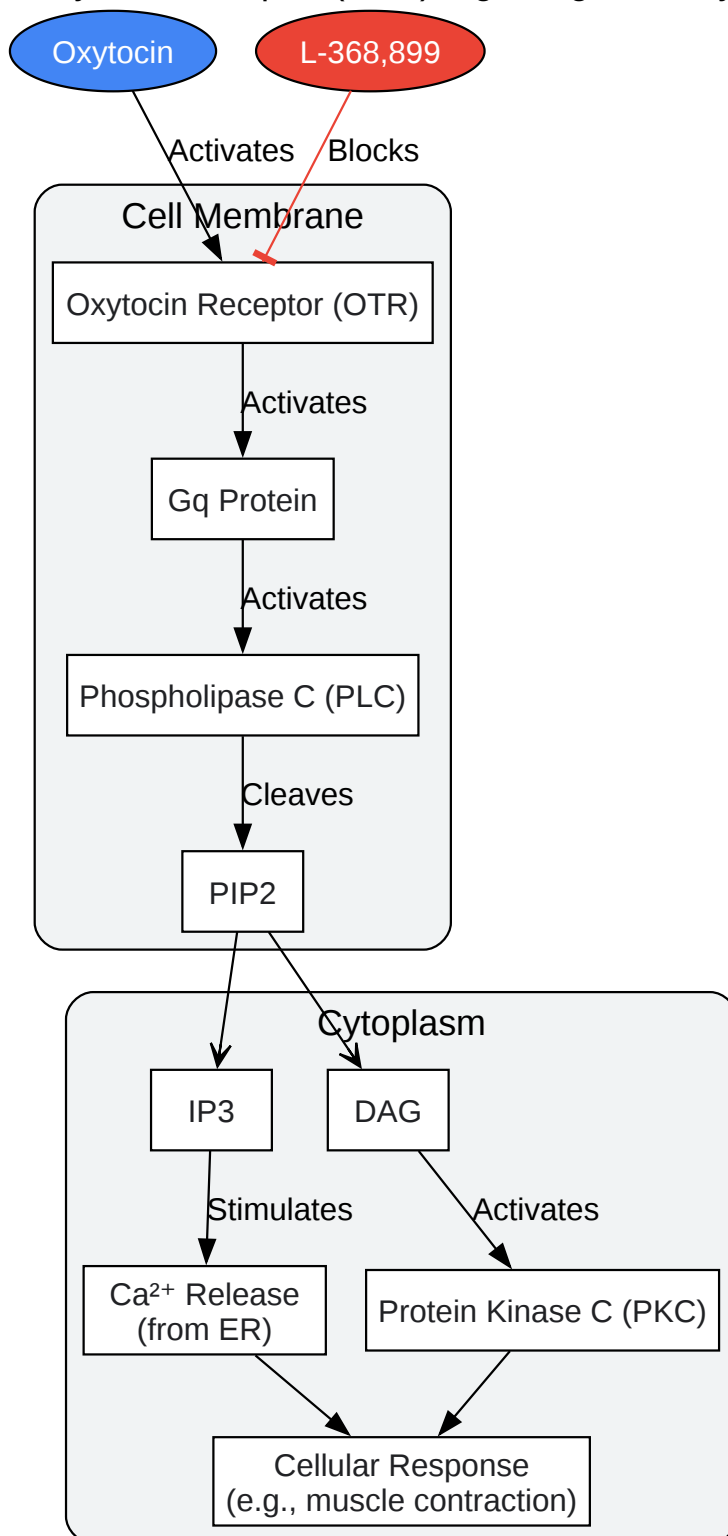 Oxytocin
L-368,899
Activates
Blocks
Cell Membrane
Oxytocin Receptor (OTR)
Activates
Gq Protein
Activates
Phospholipase C (PLC)
Cleaves
PIP2
Cytoplasm
IP3
DAG
Stimulates
Activates
Ca²⁺ Release
(from ER)
Protein Kinase C (PKC)
Cellular Response
(e.g., muscle contraction)